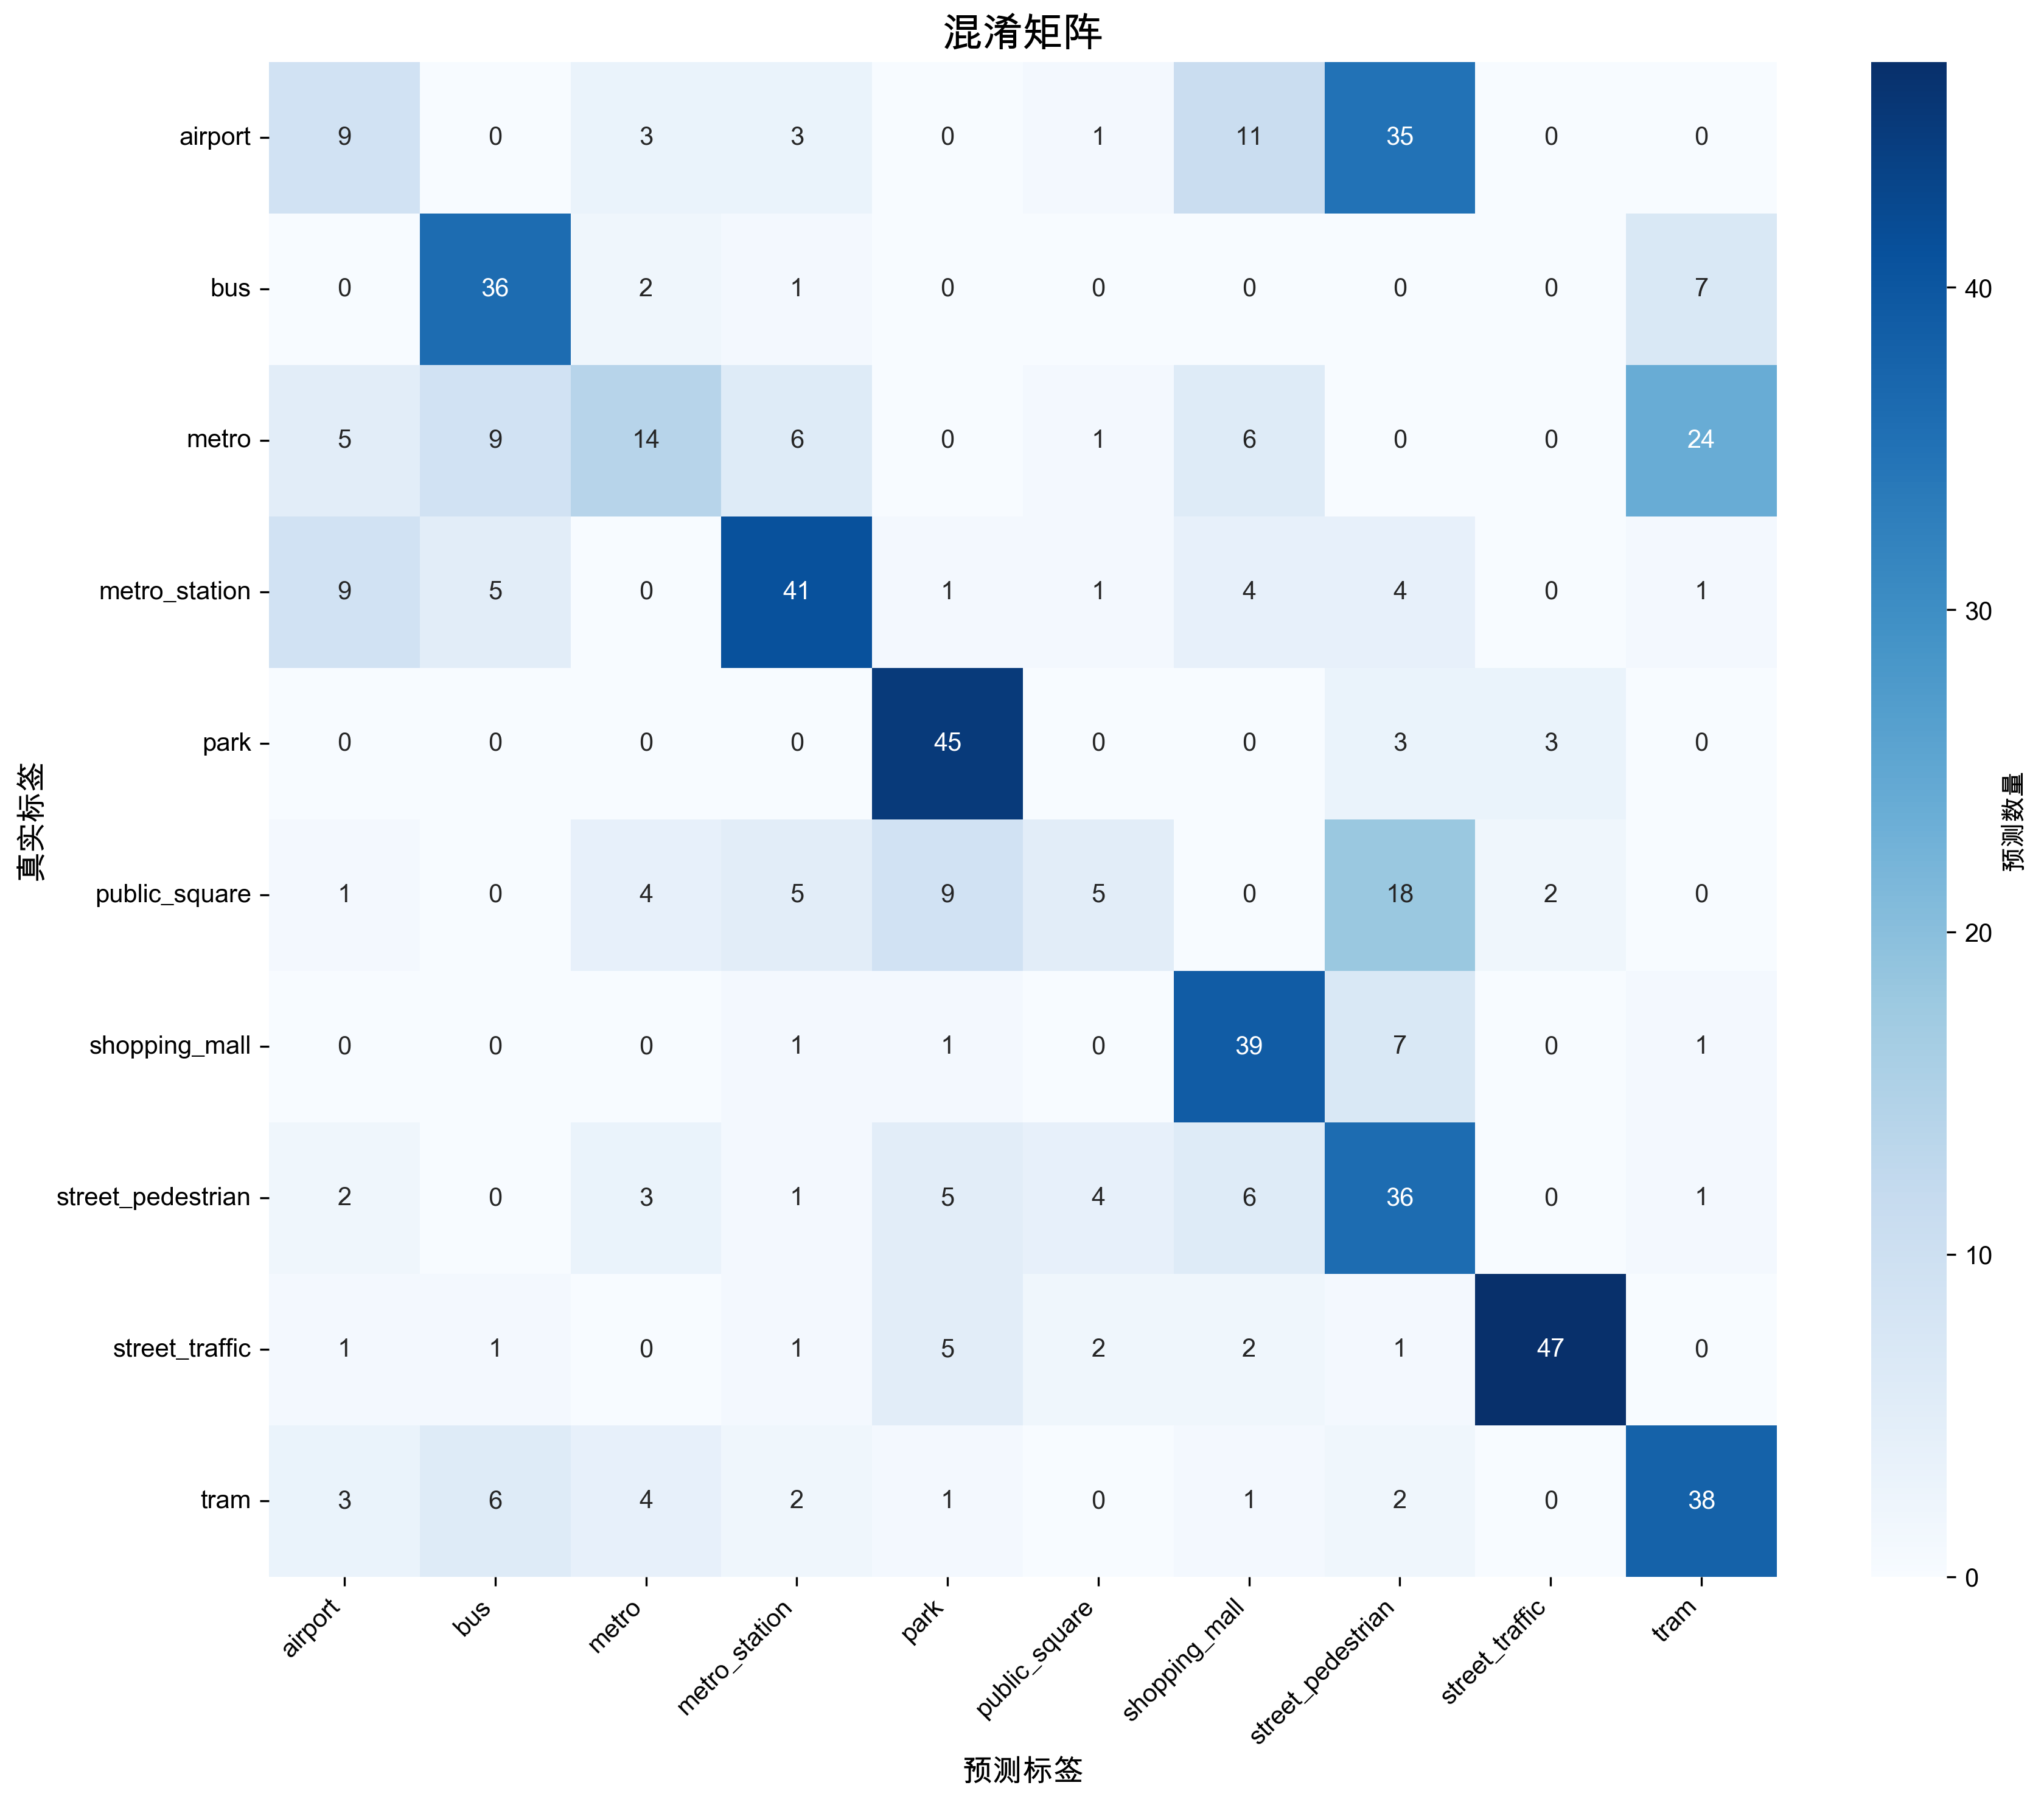 混淆矩阵
airport 9 0 3 3 0 1 11 35 0 0
bus 0 36 2 1 0 0 0 0 0 7
metro 5 9 14 6 0 1 6 0 0 24
metro_station 9 5 0 41 1 1 4 4 0 1
park 0 0 0 0 45 0 0 3 3 0
public_square 1 0 4 5 9 5 0 18 2 0
shopping_mall 0 0 0 1 1 0 39 7 0 1
street_pedestrian 2 0 3 1 5 4 6 36 0 1
street_traffic 1 1 0 1 5 2 2 1 47 0
tram 3 6 4 2 1 0 1 2 0 38
airport bus metro metro_station park public_square shopping_mall street_pedestrian street_traffic tram
预测标签
真实标签
40
30
20
10
0
预测数量